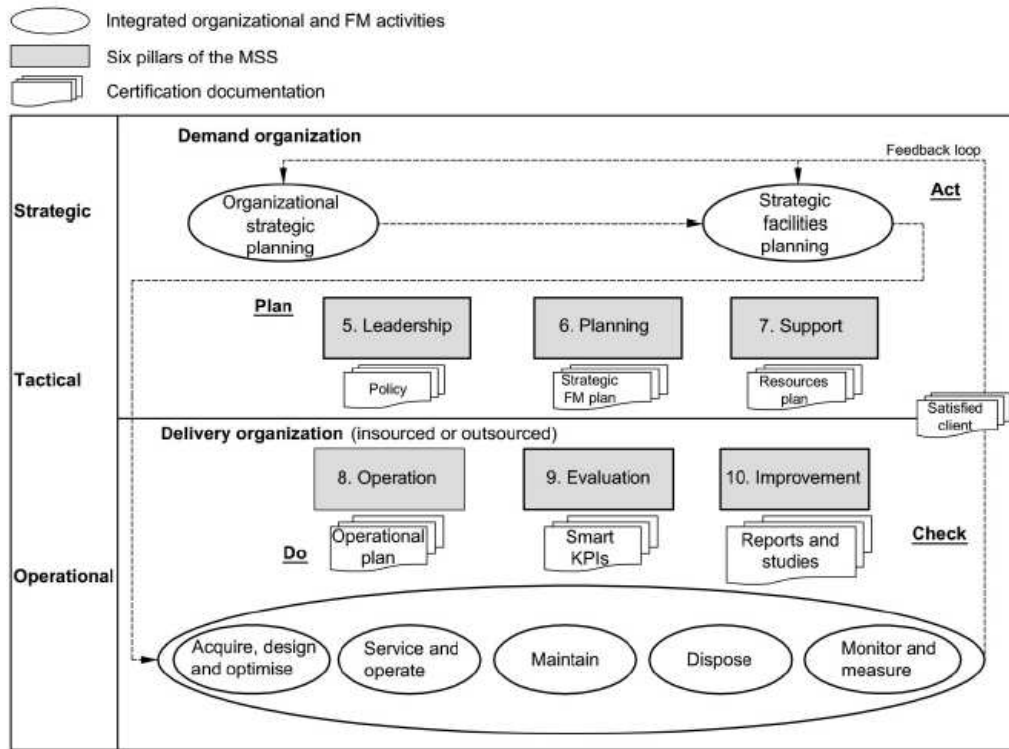 Integrated organizational and FM activities
Six pillars of the MSS
Certification documentation
Demand organization
Feedback loop
Strategic
Organizational
strategic
planning
Strategic
facilities
planning
Act
Plan
Tactical
5. Leadership
6. Planning
7. Support
Policy
Strategic
FM plan
Resources
plan
Satisfied
client
Delivery organization (insourced or outsourced)
Operational
8. Operation
9. Evaluation
10. Improvement
Do
Operational
plan
Smart
KPIs
Reports and
studies
Check
Acquire, design
and optimise
Service and
operate
Maintain
Dispose
Monitor and
measure